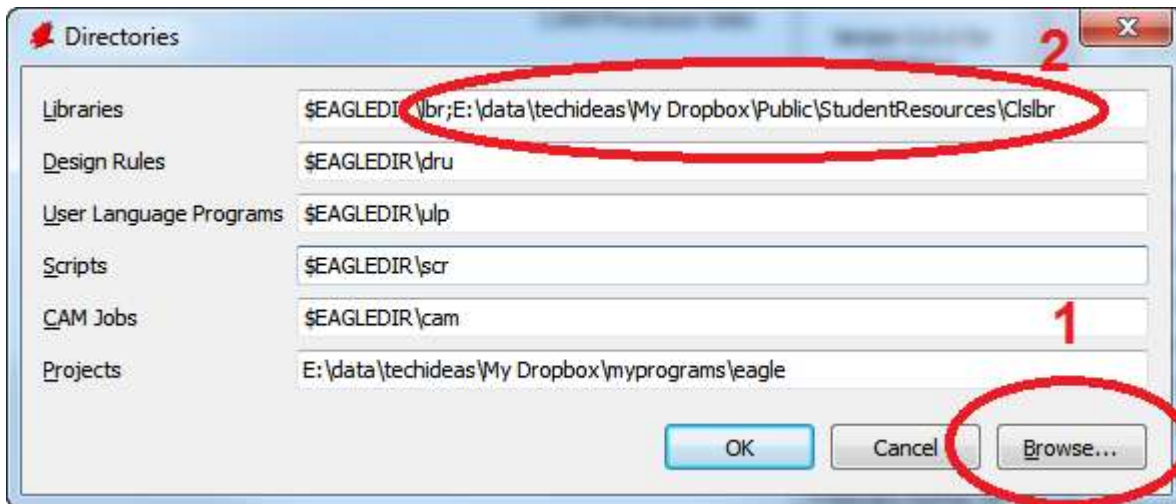 Directories
2
Libraries $EAGLEDIR\lbr;E:\data\techideas\My Dropbox\Public\StudentResources\Clslbr
Design Rules $EAGLEDIR\dru
User Language Programs $EAGLEDIR\ulp
Scripts $EAGLEDIR\scr
CAM Jobs $EAGLEDIR\cam
1
Projects E:\data\techideas\My Dropbox\myprograms\eagle
OK Cancel Browse...